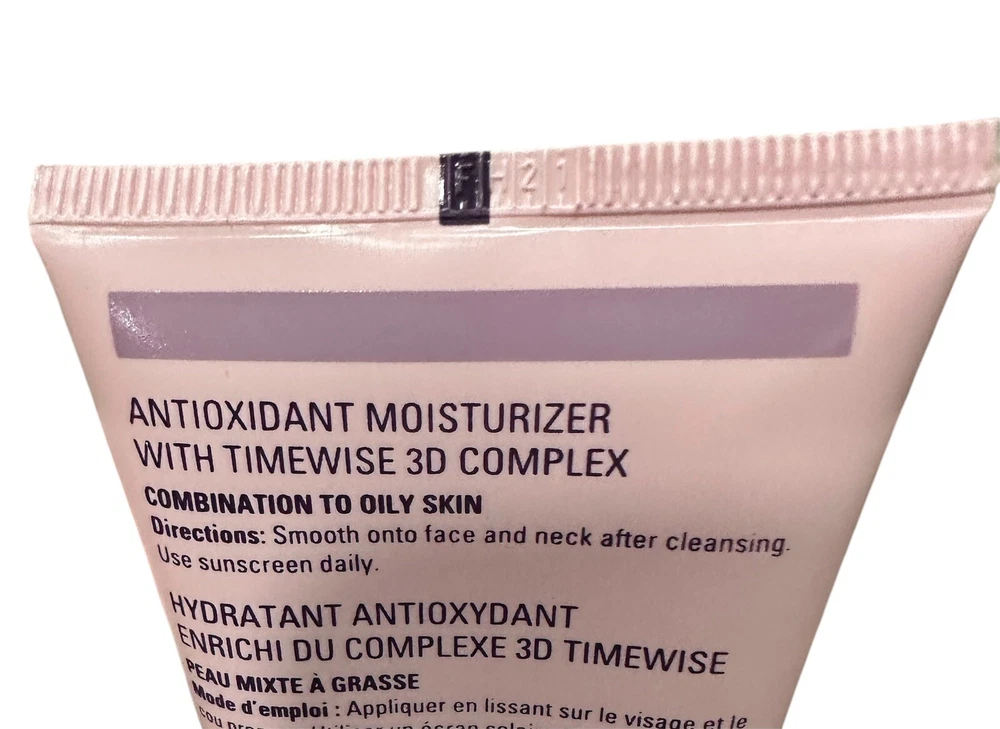 FH21
ANTIOXIDANT MOISTURIZER
WITH TIMEWISE 3D COMPLEX
COMBINATION TO OILY SKIN
Directions: Smooth onto face and neck after cleansing.
Use sunscreen daily.
HYDRATANT ANTIOXYDANT
ENRICHI DU COMPLEXE 3D TIMEWISE
PEAU MIXTE À GRASSE
Mode d'emploi : Appliquer en lissant sur le visage et le
cou